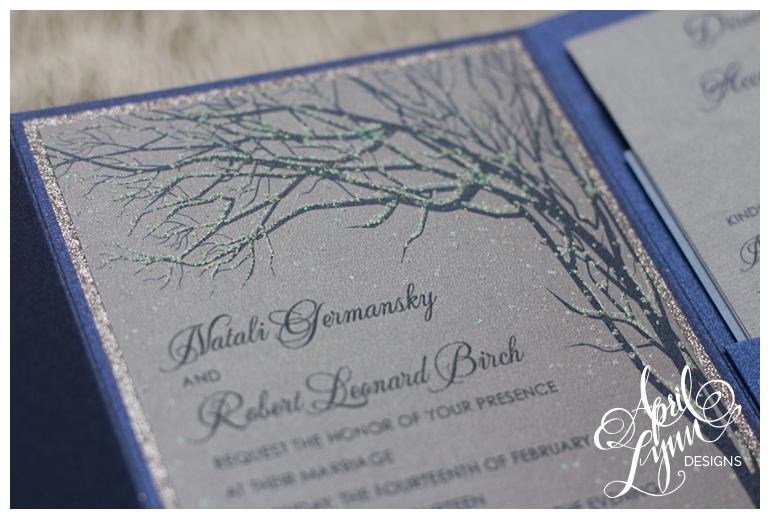 Natali Germansky
AND
Robert Leonard Birch
REQUEST THE HONOR OF YOUR PRESENCE
AT THEIR MARRIAGE
THE FOURTEENTH OF FEBRUARY
KIND
April
Lynn
DESIGNS